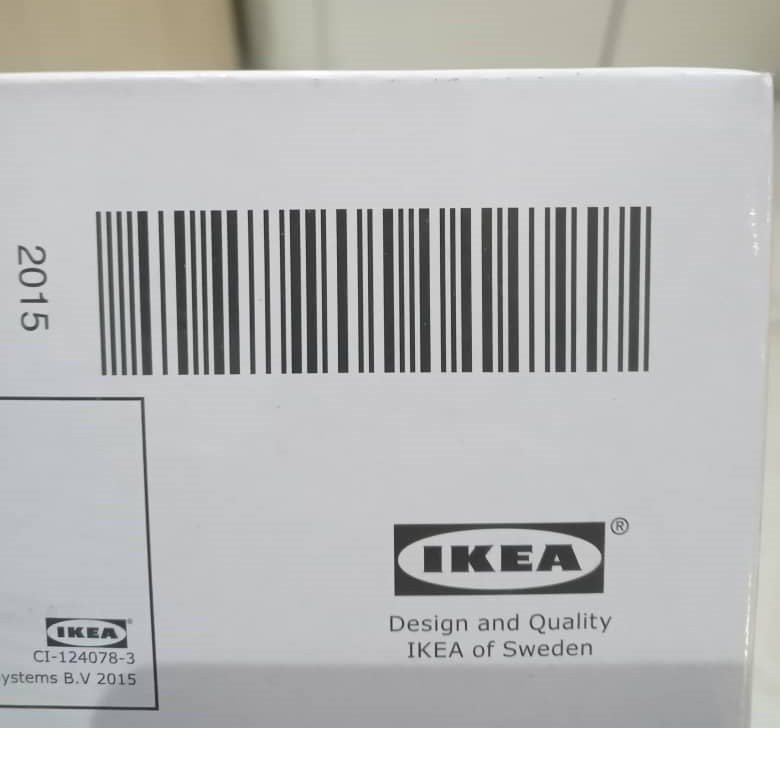 2015
IKEA®
Design and Quality
IKEA of Sweden
IKEA®
CI-124078-3
ystems B.V 2015